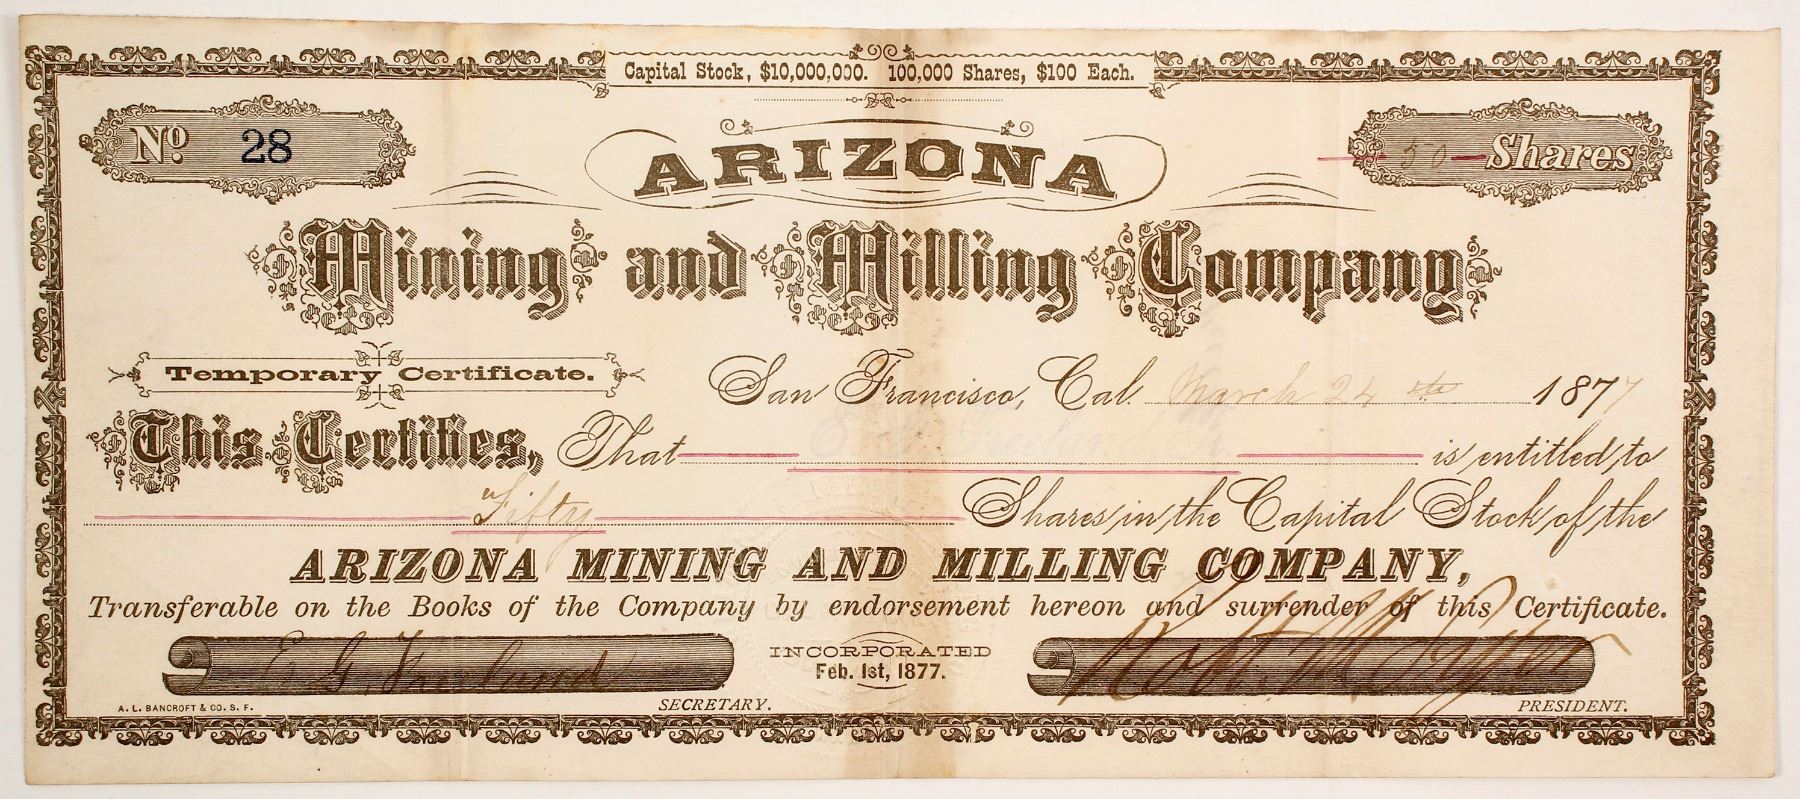 Capital Stock, $10,000,000. 100,000 Shares, $100 Each.
No. 28
50 Shares
ARIZONA
Mining and Milling Company
Temporary Certificate.
San Francisco, Cal. March 24th 1877
This Certifies, That E. is entitled to
Fifty Shares in the Capital Stock of the
ARIZONA MINING AND MILLING COMPANY,
Transferable on the Books of the Company by endorsement hereon and surrender of this Certificate.
E. G.
INCORPORATED
Feb. 1st, 1877.
Robt.
A. L. BANCROFT & CO. S. F.
SECRETARY.
PRESIDENT.